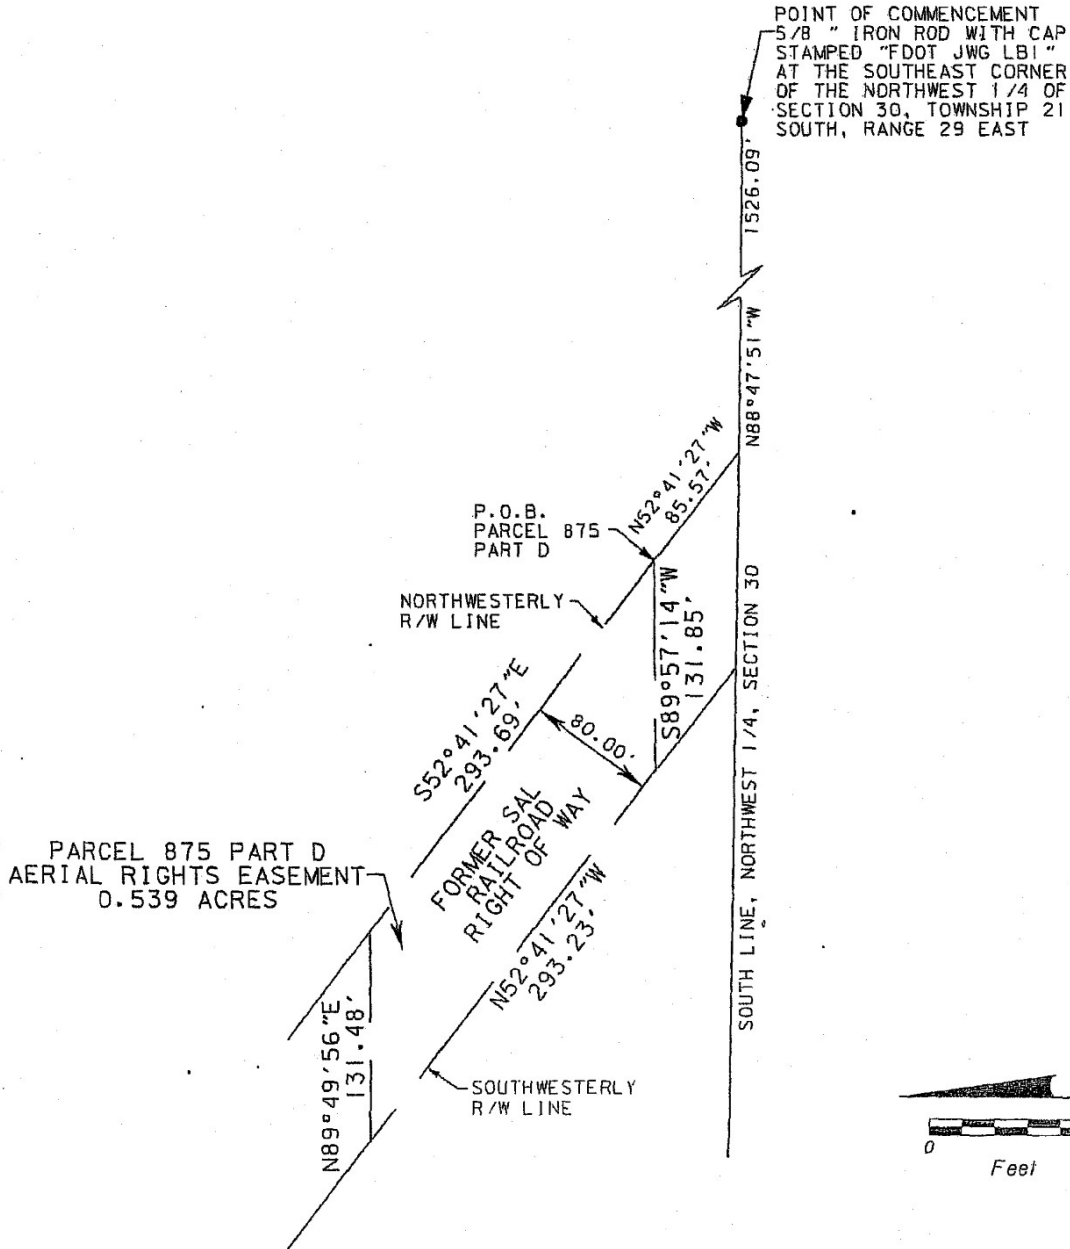 POINT OF COMMENCEMENT
5/8 " IRON ROD WITH CAP
STAMPED "FDOT JWG LB1"
AT THE SOUTHEAST CORNER
OF THE NORTHWEST 1/4 OF
SECTION 30, TOWNSHIP 21
SOUTH, RANGE 29 EAST
1526.09'
N88°47'51"W
N52°41'27"W
85.57'
P.O.B.
PARCEL 875
PART D
NORTHWESTERLY
R/W LINE
S89°57'14"W
131.85'
SOUTH LINE, NORTHWEST 1/4, SECTION 30
S52°41'27"E
293.69'
80.00'
FORMER SAL
RAILROAD
RIGHT OF WAY
PARCEL 875 PART D
AERIAL RIGHTS EASEMENT
0.539 ACRES
N52°41'27"W
293.23'
N89°49'56"E
131.48'
SOUTHWESTERLY
R/W LINE
0
Feet